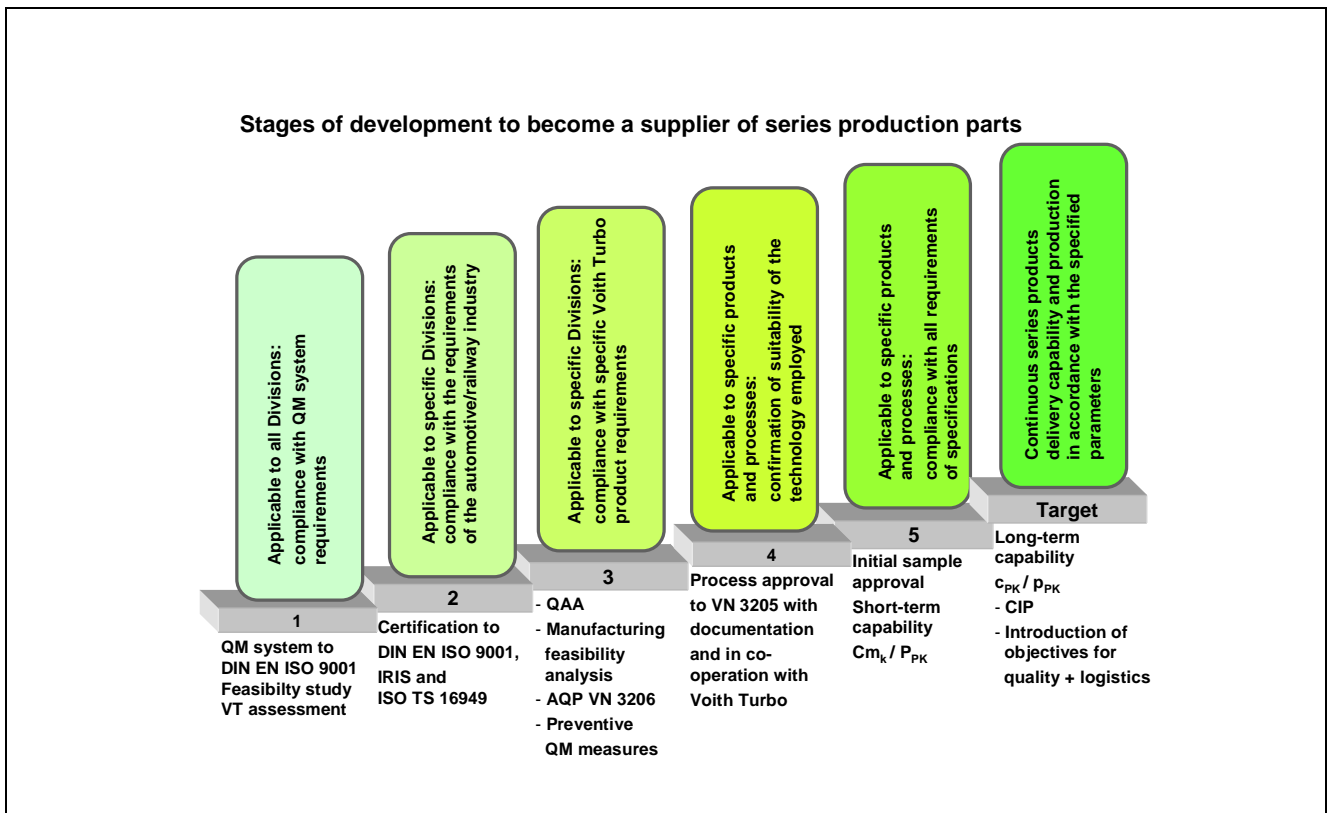 Stages of development to become a supplier of series production parts
Applicable to all Divisions:
compliance with QM system
requirements
1
QM system to
DIN EN ISO 9001
Feasibilty study
VT assessment
Applicable to specific Divisions:
compliance with the requirements
of the automotive/railway industry
2
Certification to
DIN EN ISO 9001,
IRIS and
ISO TS 16949
Applicable to specific Divisions:
compliance with specific Voith Turbo
product requirements
3
- QAA
- Manufacturing
feasibility
analysis
- AQP VN 3206
- Preventive
QM measures
Applicable to specific products
and processes:
confirmation of suitability of the
technology employed
4
Process approval
to VN 3205 with
documentation
and in co-
operation with
Voith Turbo
Applicable to specific products
and processes:
compliance with all requirements
of specifications
5
Initial sample
approval
Short-term
capability
Cmk / PPK
Continuous series products
delivery capability and production
in accordance with the specified
parameters
Target
Long-term
capability
cPK / pPK
- CIP
- Introduction of
objectives for
quality + logistics